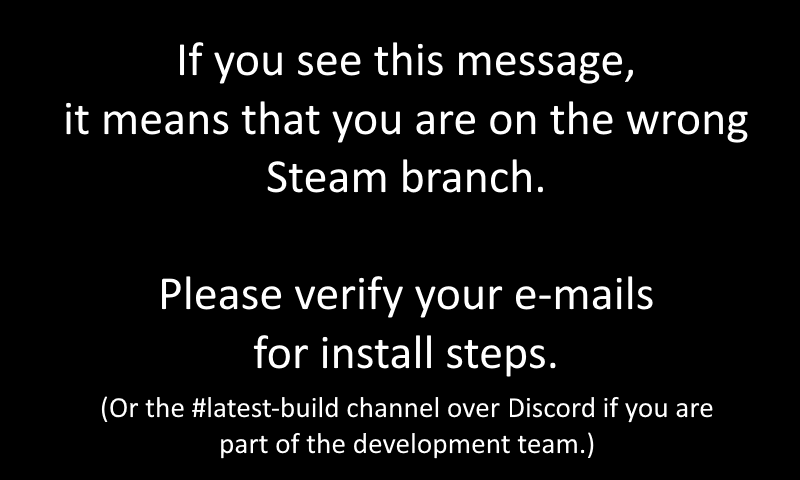 If you see this message,
it means that you are on the wrong
Steam branch.
Please verify your e-mails
for install steps.
(Or the #latest-build channel over Discord if you are
part of the development team.)